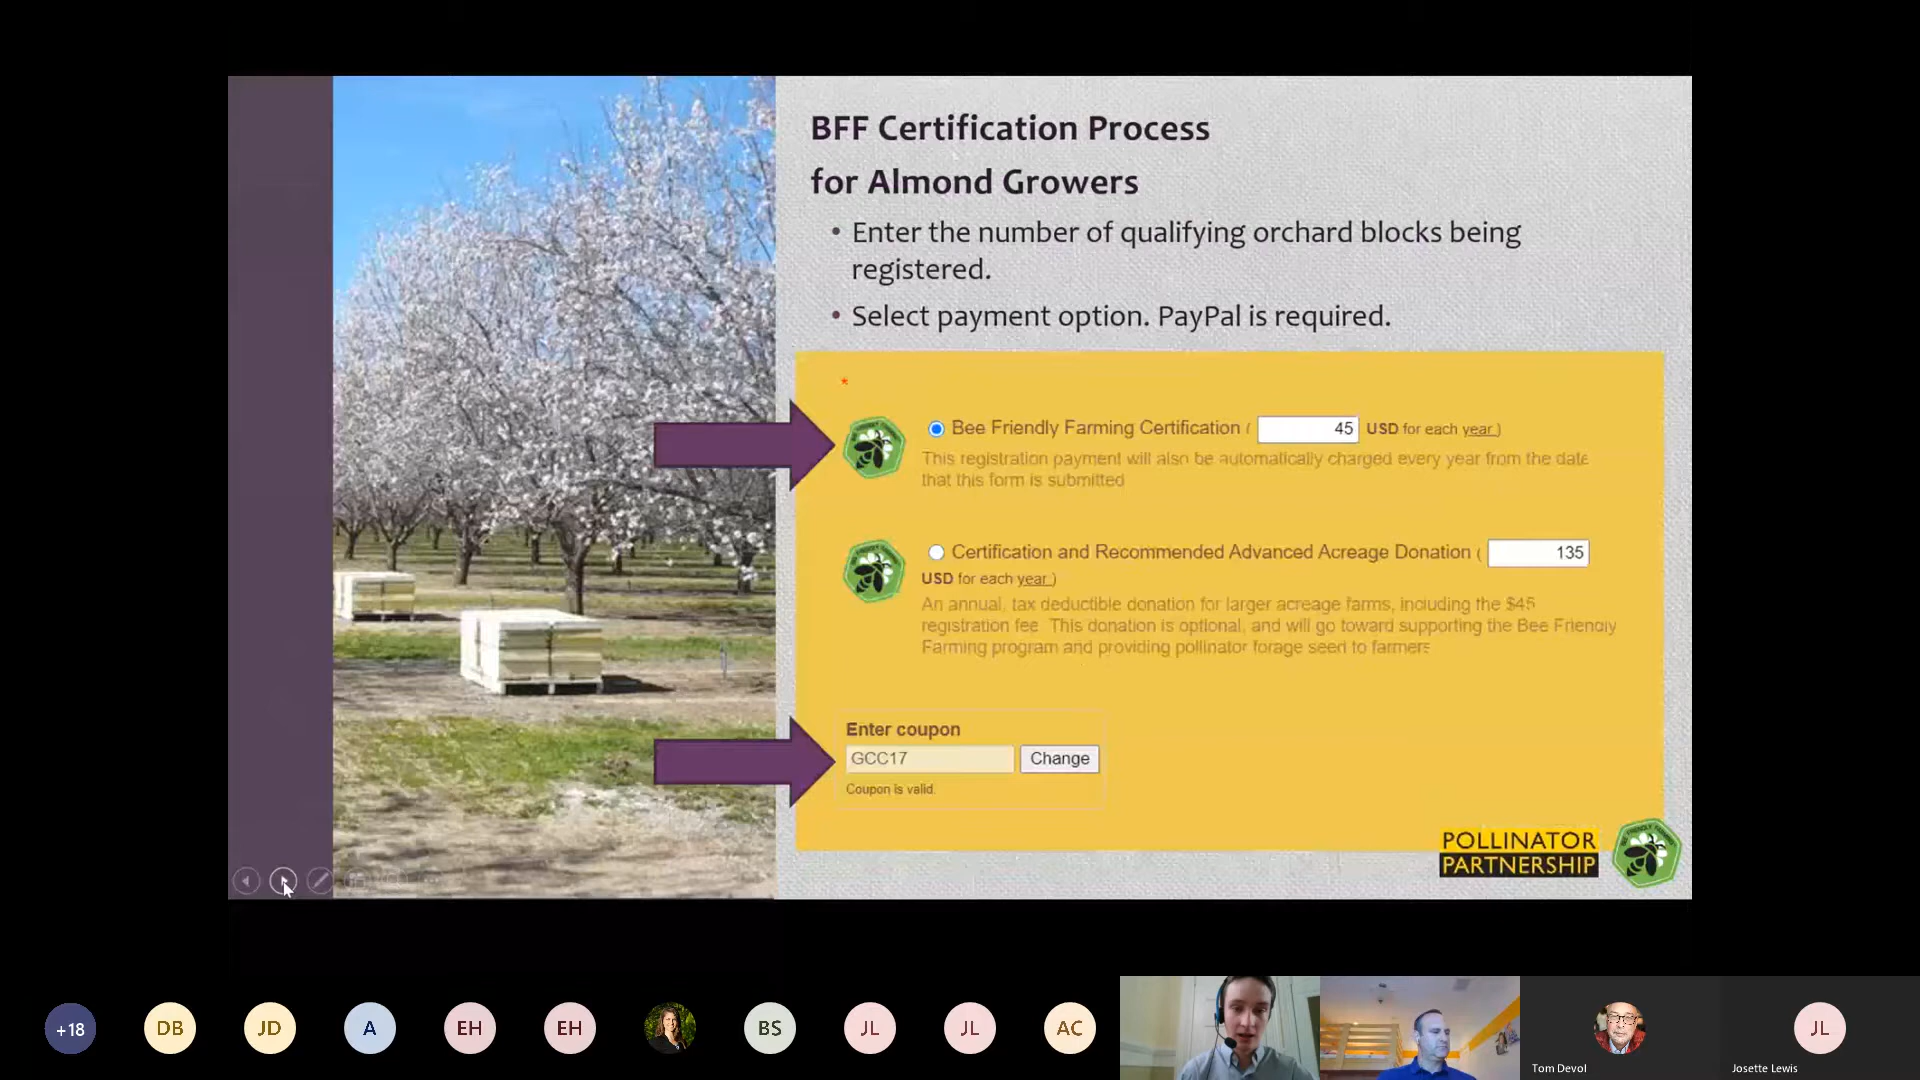 BFF Certification Process
for Almond Growers
• Enter the number of qualifying orchard blocks being
registered.
• Select payment option. PayPal is required.
*
Bee Friendly Farming Certification ( 45 USD for each year )
This registration payment will also be automatically charged every year from the date
that this form is submitted
Certification and Recommended Advanced Acreage Donation ( 135
USD for each year )
An annual, tax deductible donation for larger acreage farms, including the $45
registration fee. This donation is optional, and will go toward supporting the Bee Friendly
Farming program and providing pollinator forage seed to farmers
Enter coupon
GCC17 Change
Coupon is valid.
POLLINATOR
PARTNERSHIP
+18 DB JD A EH EH BS JL JL AC JL
Tom Devol Josette Lewis